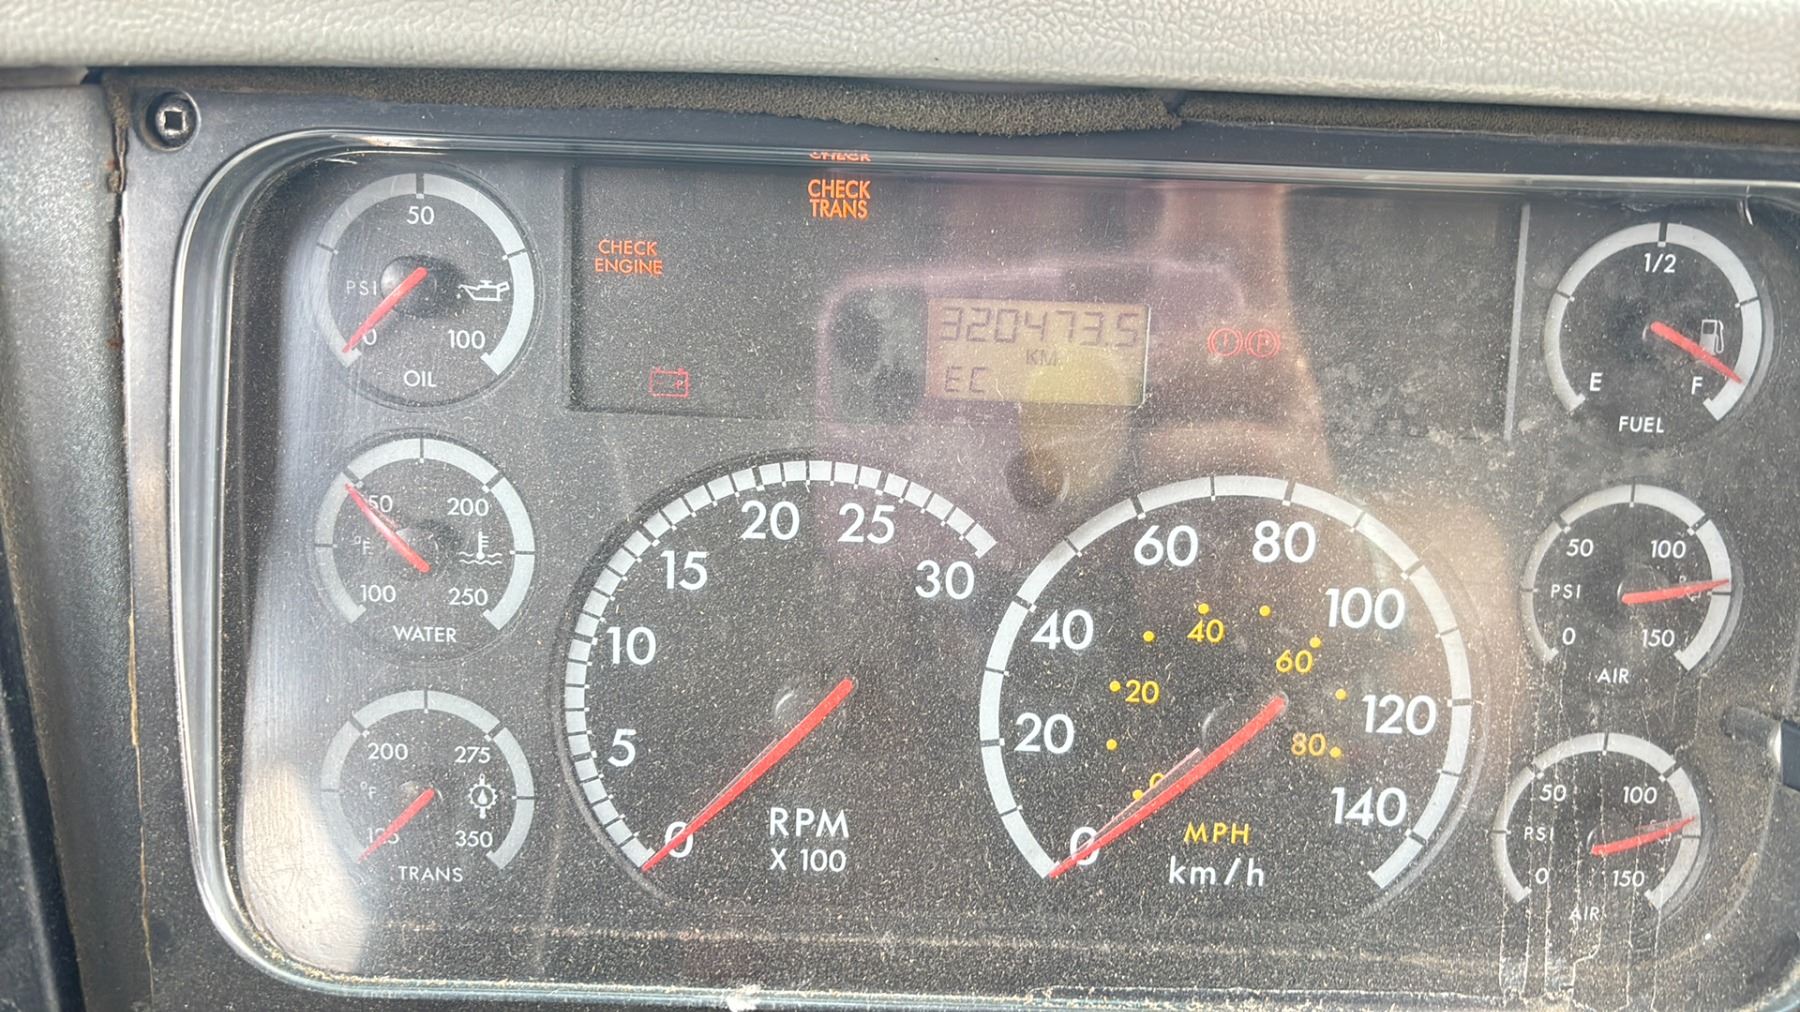 CHECK
CHECK
TRANS
CHECK
ENGINE
320473.5
KM
EC
50
PSI
0
100
OIL
1/2
E
F
FUEL
200
°F
100
250
WATER
20
25
15
30
10
5
0
RPM
X 100
60
80
40
100
20
120
0
140
40
60
20
80
0
MPH
km/h
50
100
PSI
0
150
AIR
200
275
°F
350
TRANS
50
100
PSI
0
150
AIR